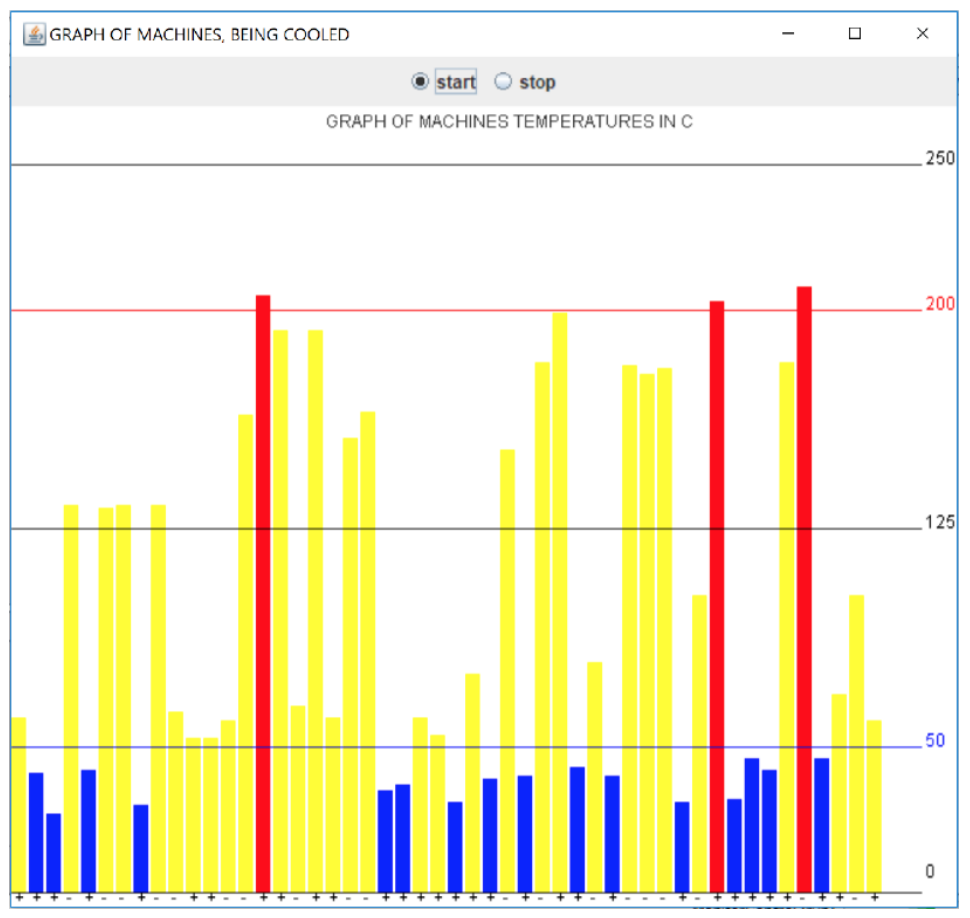 GRAPH OF MACHINES, BEING COOLED
start stop
GRAPH OF MACHINES TEMPERATURES IN C
250
200
125
50
0